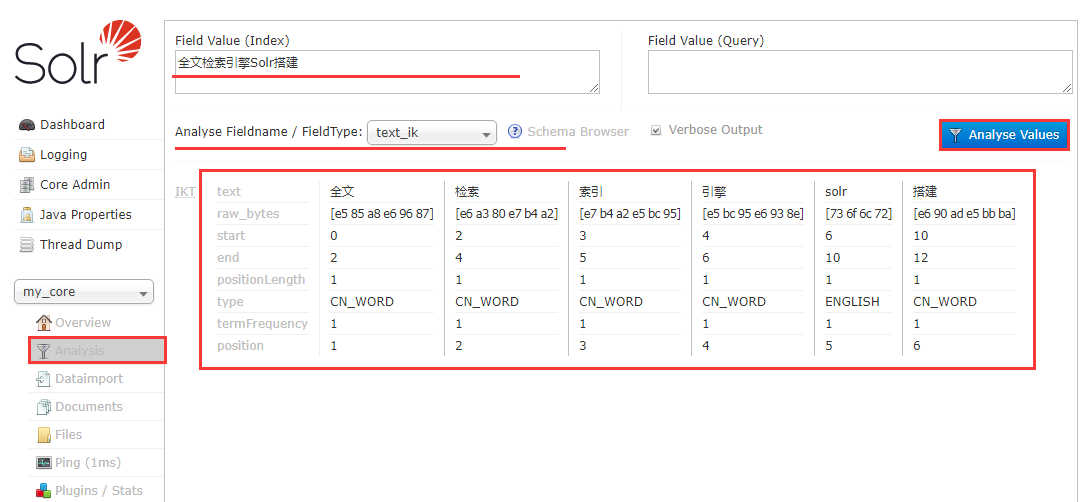 Solr
Field Value (Index)
Field Value (Query)
全文检索引擎Solr搭建
Analyse Fieldname / FieldType: text_ik ? Schema Browser Verbose Output Analyse Values
Dashboard
Logging
Core Admin
Java Properties
Thread Dump
my_core
Overview
Analysis
Dataimport
Documents
Files
Ping (1ms)
Plugins / Stats
IKT text 全文 检索 索引 引擎 solr 搭建
raw_bytes [e5 85 a8 e6 96 87] [e6 a3 80 e7 b4 a2] [e7 b4 a2 e5 bc 95] [e5 bc 95 e6 93 8e] [73 6f 6c 72] [e6 90 ad e5 bb ba]
start 0 2 3 4 6 10
end 2 4 5 6 10 12
positionLength 1 1 1 1 1 1
type CN_WORD CN_WORD CN_WORD CN_WORD ENGLISH CN_WORD
termFrequency 1 1 1 1 1 1
position 1 2 3 4 5 6